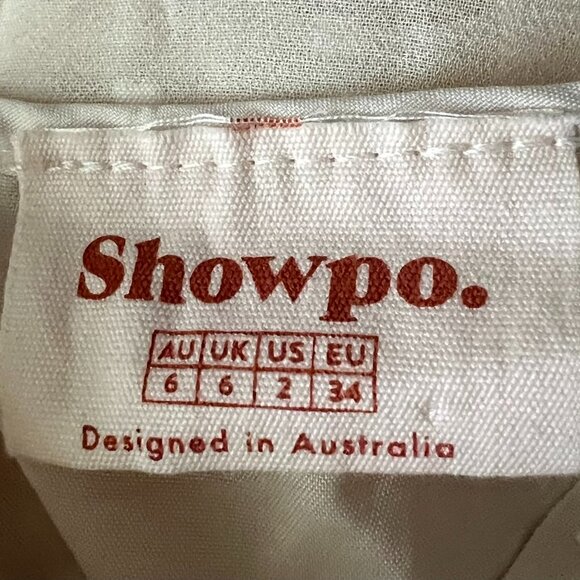 Showpo.
AU UK US EU
6 6 2 34
Designed in Australia